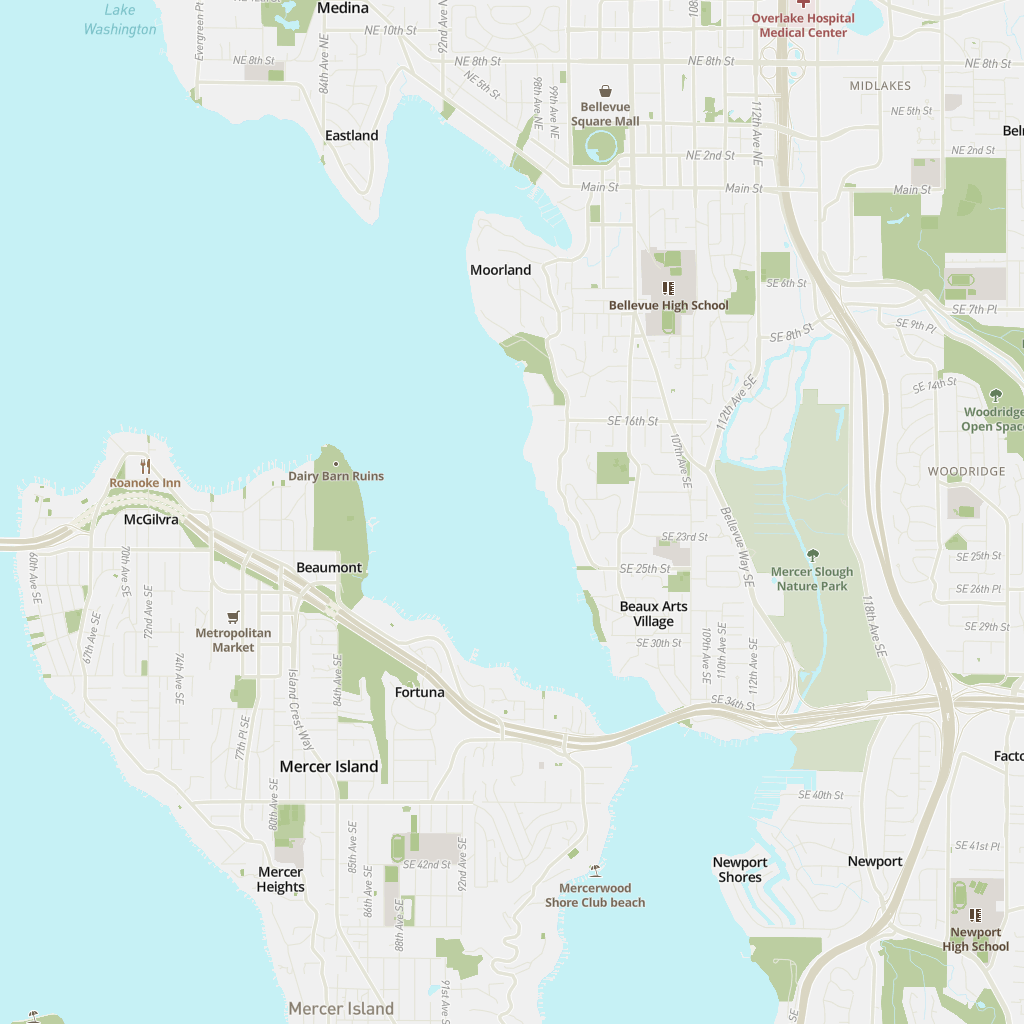 Lake
Washington
Evergreen Pt
Medina
NE 10th St
92nd Ave N
84th Ave NE
NE 8th St
NE 8th St
NE 5th St
98th Ave NE
99th Ave NE
Bellevue
Square Mall
NE 8th St
108th
Overlake Hospital
Medical Center
NE 8th St
MIDLAKES
NE 5th St
Eastland
112th Ave NE
NE 2nd St
NE 2nd St
Main St
Main St
Main St
Moorland
SE 6th St
Bellevue High School
SE 7th Pl
SE 9th Pl
SE 8th St
SE 14th St
112th Ave SE
Woodridge
Open Space
SE 16th St
107th Ave SE
WOODRIDGE
Dairy Barn Ruins
Roanoke Inn
McGilvra
Bellevue Way SE
SE 23rd St
60th Ave SE
70th Ave SE
72nd Ave SE
Beaumont
SE 25th St
SE 25th St
Mercer Slough
Nature Park
SE 26th Pl
118th Ave SE
Beaux Arts
Village
SE 29th St
Metropolitan
Market
67th Ave SE
74th Ave SE
SE 30th St
109th Ave SE
110th Ave SE
112th Ave SE
84th Ave SE
Island Crest Way
Fortuna
SE 34th St
77th Pl SE
Mercer Island
80th Ave SE
SE 40th St
85th Ave SE
SE 42nd St
92nd Ave SE
SE 41st Pl
Mercer
Heights
86th Ave SE
88th Ave SE
Mercerwood
Shore Club beach
Newport
Shores
Newport
Newport
High School
91st Ave S
Mercer Island
SE